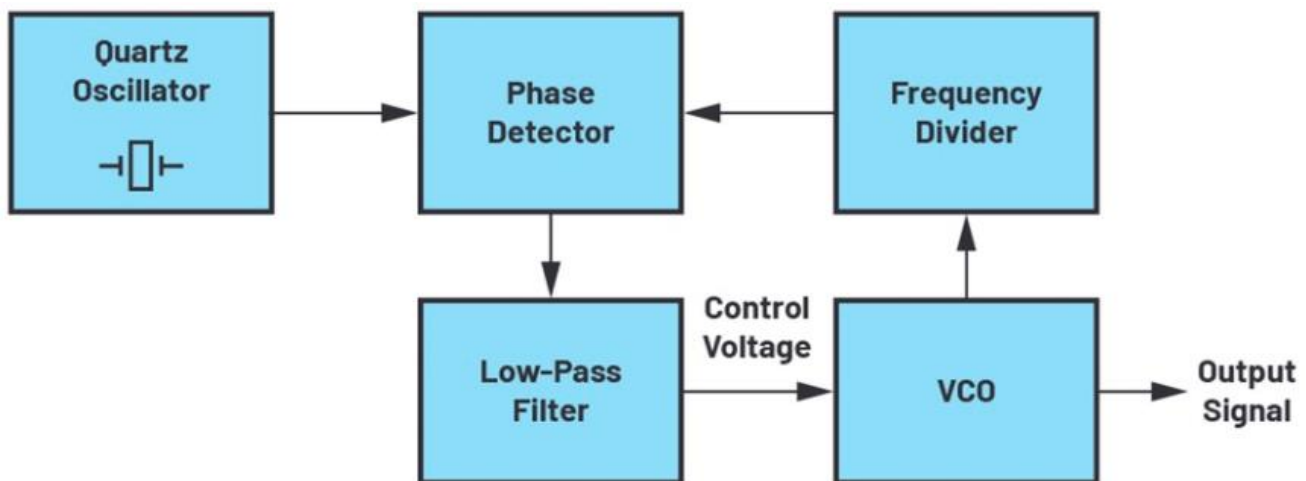 Quartz
Oscillator
Phase
Detector
Frequency
Divider
Low-Pass
Filter
Control
Voltage
VCO
Output
Signal